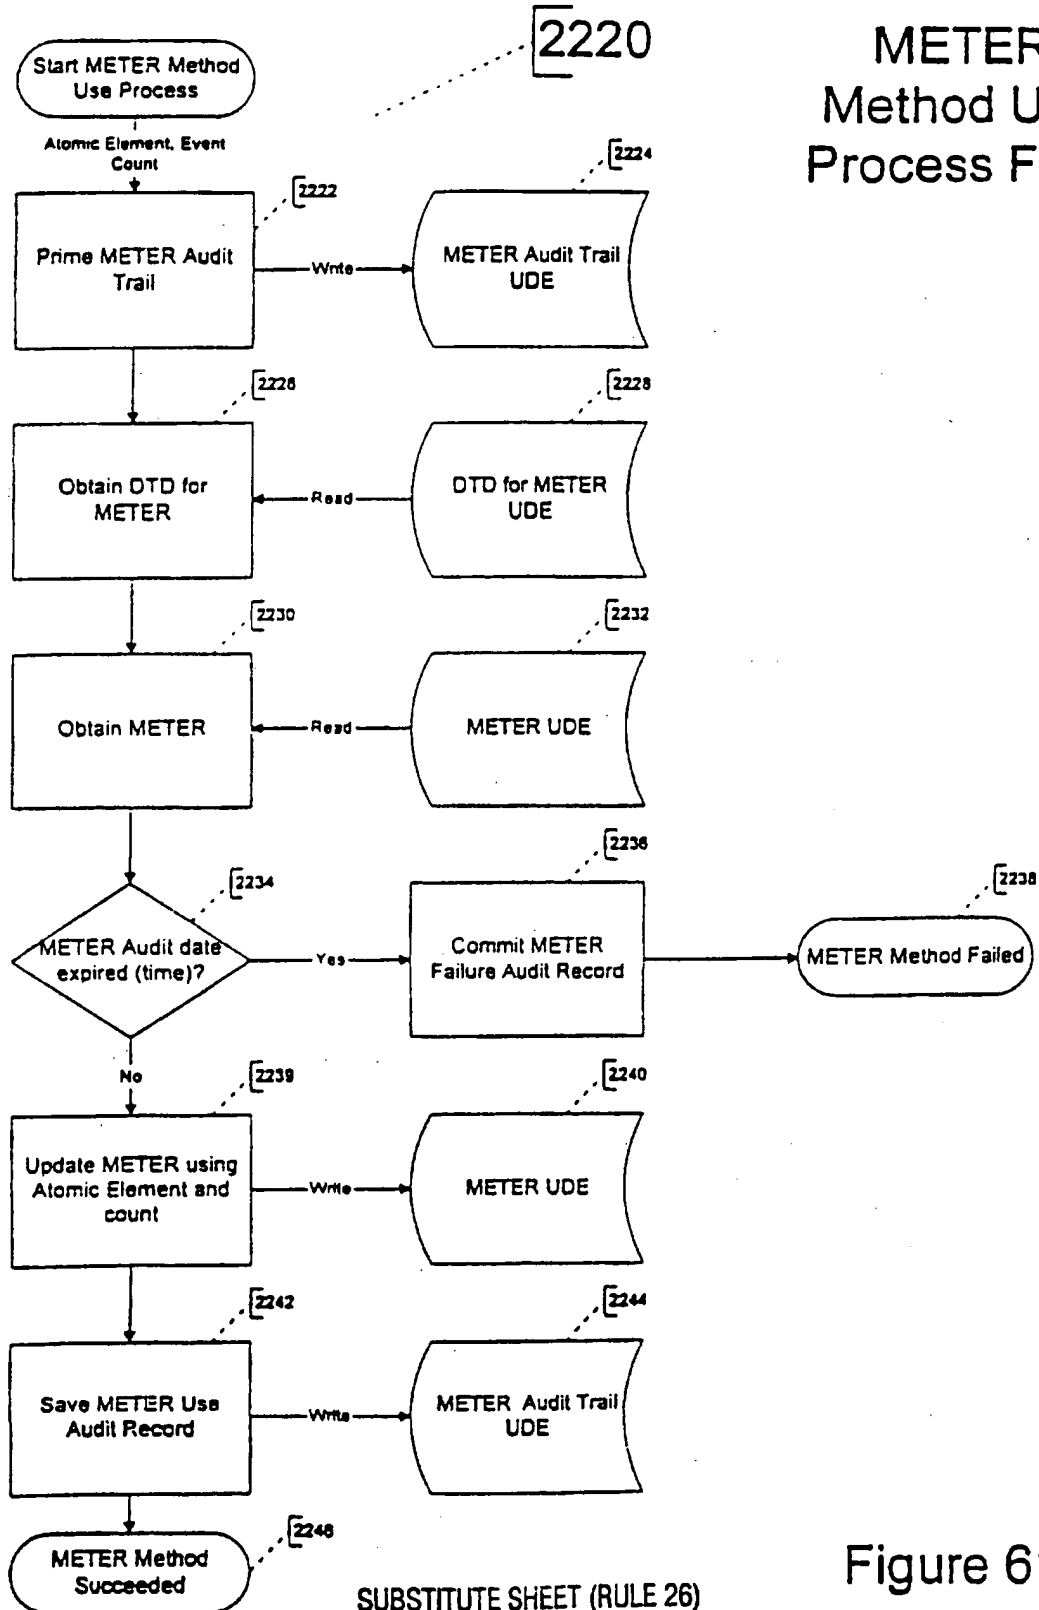 2220
METER
Method U
Process F
Start METER Method
Use Process
Atomic Element, Event
Count
2222
Prime METER Audit
Trail
Write
2224
METER Audit Trail
UDE
2226
Obtain DTD for
METER
Read
2228
DTD for METER
UDE
2230
Obtain METER
Read
2232
METER UDE
2234
METER Audit date
expired (time)?
Yes
2236
Commit METER
Failure Audit Record
2238
METER Method Failed
No
2239
Update METER using
Atomic Element and
count
Write
2240
METER UDE
2242
Save METER Use
Audit Record
Write
2244
METER Audit Trail
UDE
2246
METER Method
Succeeded
SUBSTITUTE SHEET (RULE 26)
Figure 6